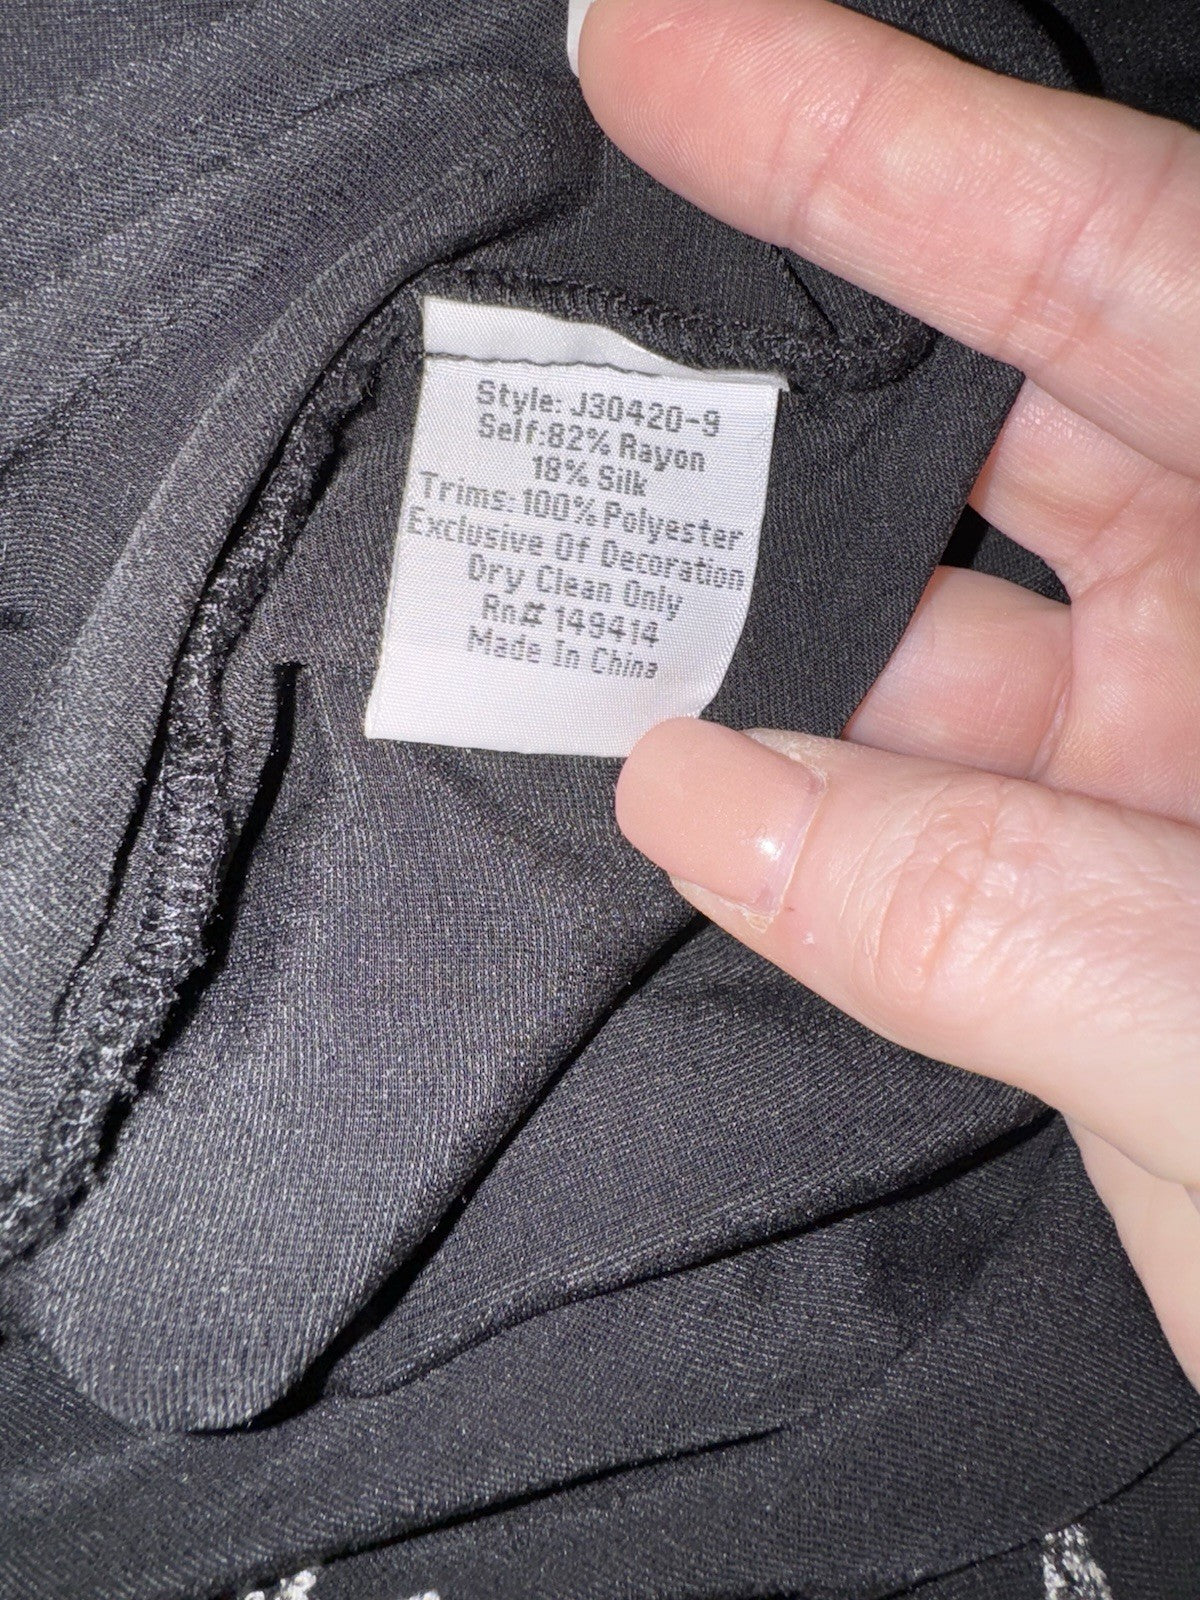 Style: J30420-9
Self:82% Rayon
18% Silk
Trims:100% Polyester
Exclusive Of Decoration
Dry Clean Only
Rn# 149414
Made In China